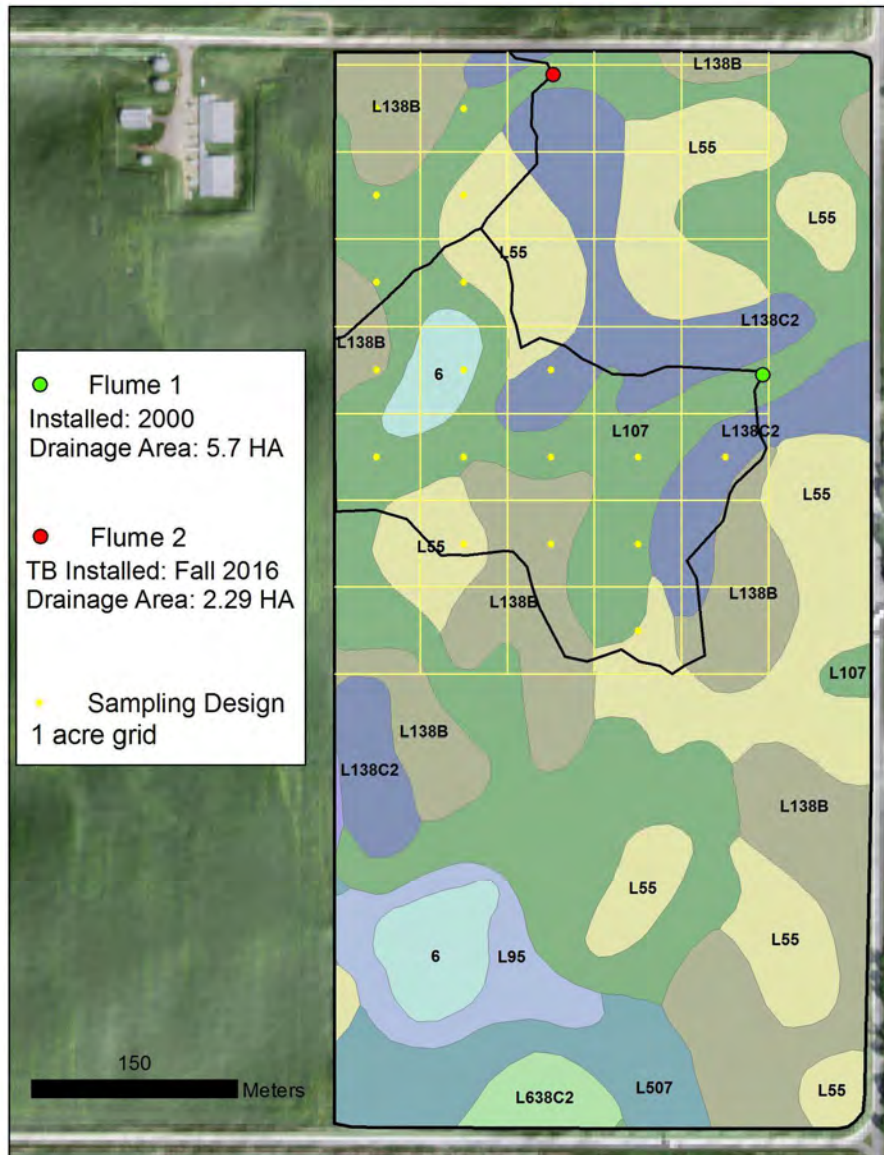 L138B
L138B
L55
L55
L55
L138C2
L138B
6
L107
L138C2
L55
L55
L138B
L138B
L107
L138B
L138C2
L138B
L55
L55
6
L95
L638C2
L507
L55
Flume 1
Installed: 2000
Drainage Area: 5.7 HA
Flume 2
TB Installed: Fall 2016
Drainage Area: 2.29 HA
Sampling Design
1 acre grid
150
Meters